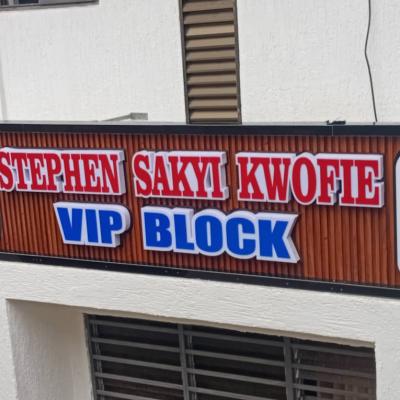 STEPHEN SAKYI KWOFIE
VIP BLOCK